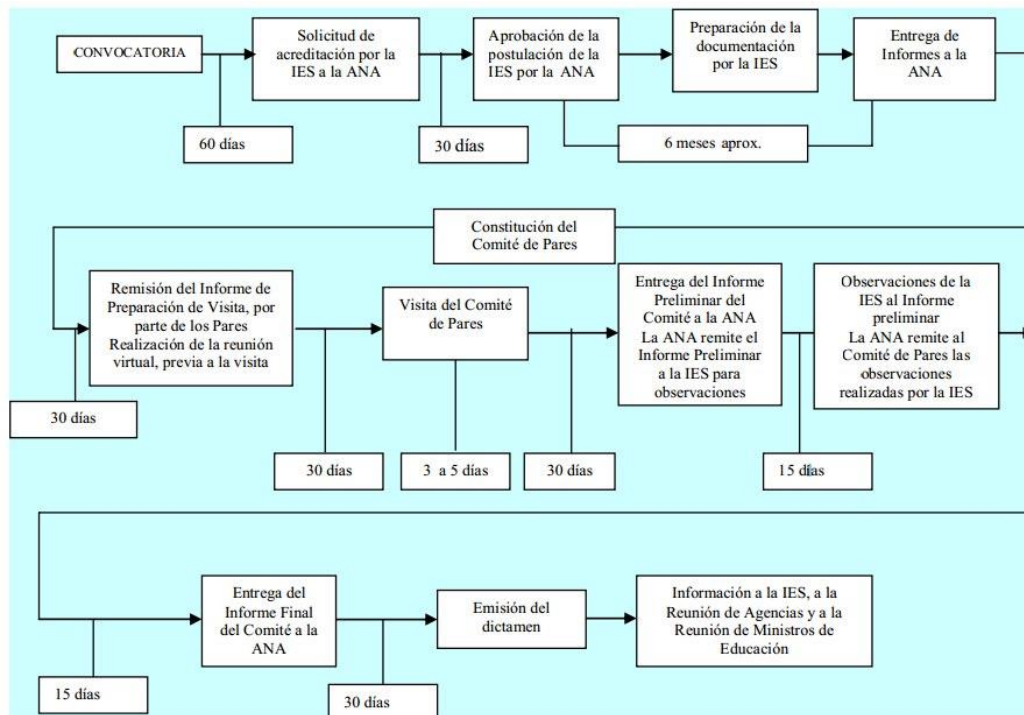 CONVOCATORIA
Solicitud de
acreditación por la
IES a la ANA
Aprobación de la
postulación de la
IES por la ANA
Preparación de la
documentación
por la IES
Entrega de
Informes a la
ANA
60 días
30 días
6 meses aprox.
Constitución del
Comité de Pares
Remisión del Informe de
Preparación de Visita, por
parte de los Pares
Realización de la reunión
virtual, previa a la visita
Visita del Comité
de Pares
Entrega del Informe
Preliminar del
Comité a la ANA
La ANA remite el
Informe Preliminar
a la IES para
observaciones
Observaciones de la
IES al Informe
preliminar
La ANA remite al
Comité de Pares las
observaciones
realizadas por la IES
30 días
30 días
3 a 5 días
30 días
15 días
Entrega del
Informe Final
del Comité a la
ANA
Emisión del
dictamen
Información a la IES, a la
Reunión de Agencias y a la
Reunión de Ministros de
Educación
15 días
30 días